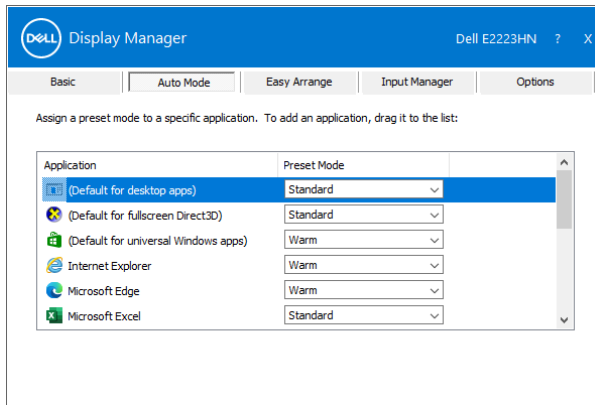 DELL Display Manager Dell E2223HN ? X
Basic Auto Mode Easy Arrange Input Manager Options
Assign a preset mode to a specific application. To add an application, drag it to the list:
Application Preset Mode
(Default for desktop apps) Standard
(Default for fullscreen Direct3D) Standard
(Default for universal Windows apps) Warm
Internet Explorer Warm
Microsoft Edge Warm
Microsoft Excel Standard